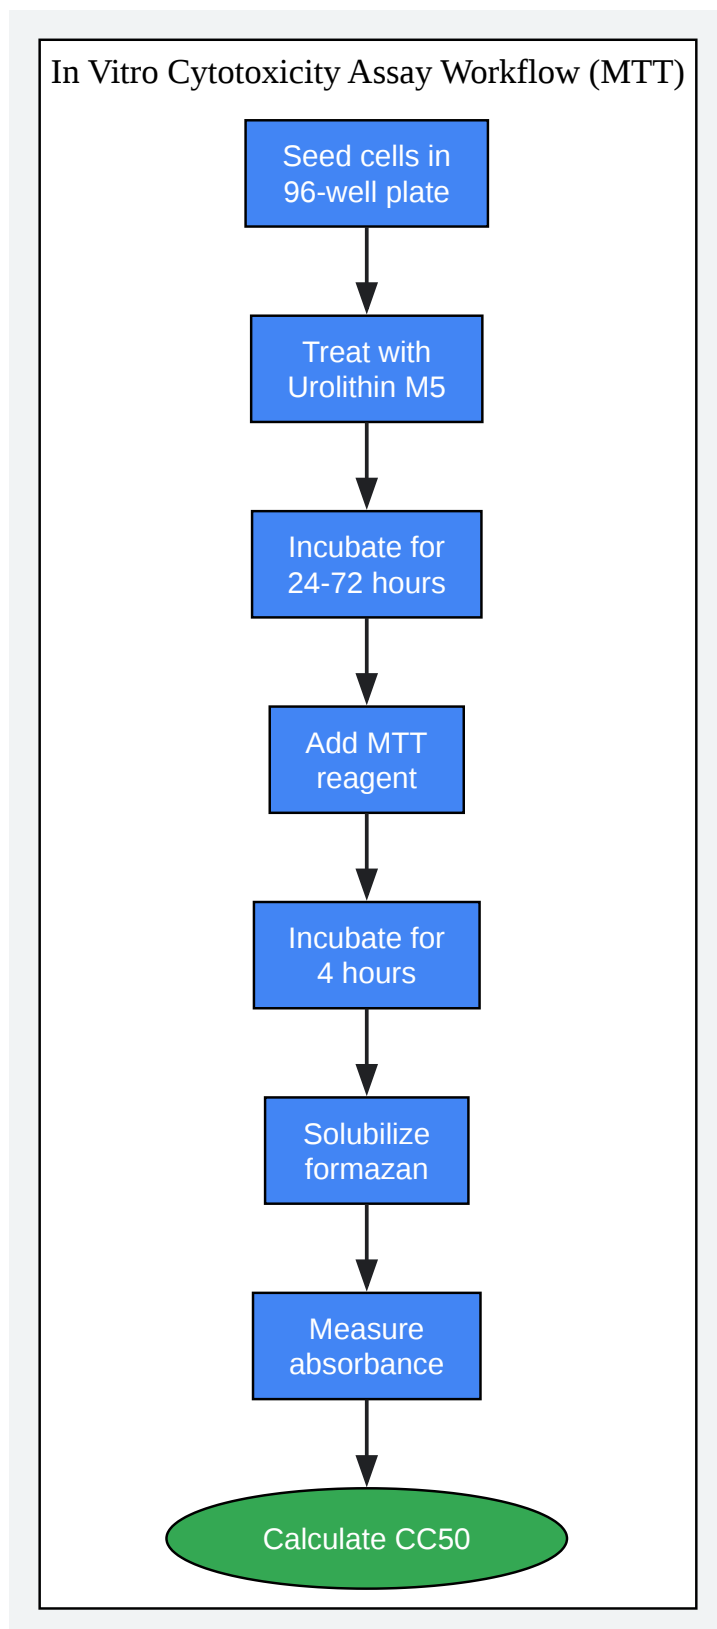 In Vitro Cytotoxicity Assay Workflow (MTT)
Seed cells in
96-well plate
Treat with
Urolithin M5
Incubate for
24-72 hours
Add MTT
reagent
Incubate for
4 hours
Solubilize
formazan
Measure
absorbance
Calculate CC50